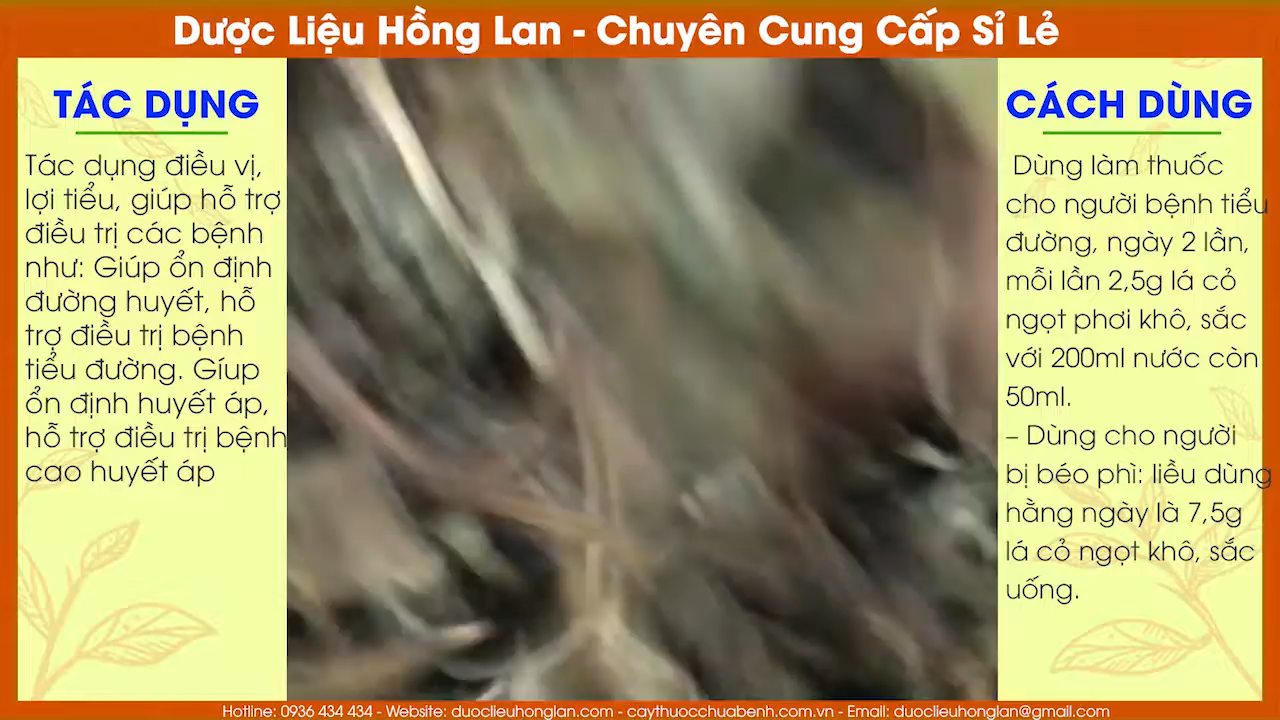 Dược Liệu Hồng Lan - Chuyên Cung Cấp Sỉ Lẻ
TÁC DỤNG
Tác dụng điều vị,
lợi tiểu, giúp hỗ trợ
điều trị các bệnh
như: Giúp ổn định
đường huyết, hỗ
trợ điều trị bệnh
tiểu đường. Gíup
ổn định huyết áp,
hỗ trợ điều trị bệnh
cao huyết áp
CÁCH DÙNG
Dùng làm thuốc
cho người bệnh tiểu
đường, ngày 2 lần,
mỗi lần 2,5g lá cỏ
ngọt phơi khô, sắc
với 200ml nước còn
50ml.
– Dùng cho người
bị béo phì: liều dùng
hằng ngày là 7,5g
lá cỏ ngọt khô, sắc
uống.
Hotline: 0936 434 434 - Website: duoclieuhonglan.com - caythuocchuabenh.com.vn - Email: duoclieuhonglan@gmail.com